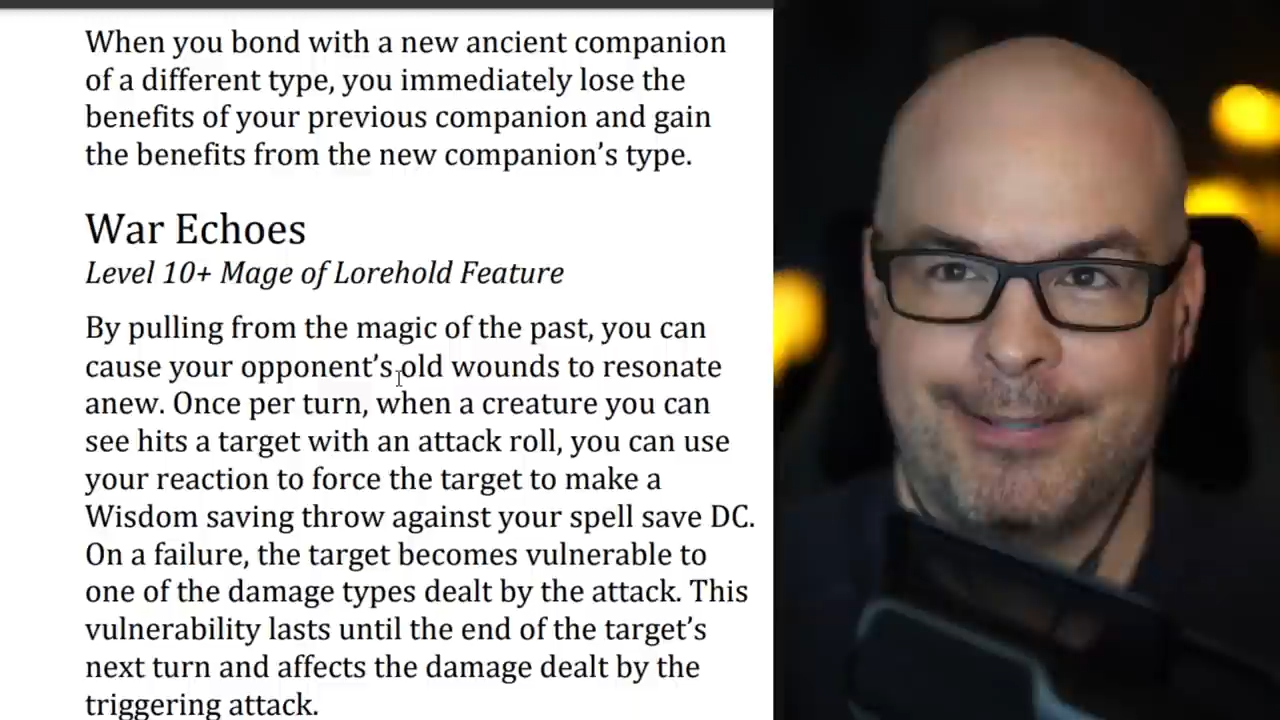 When you bond with a new ancient companion
of a different type, you immediately lose the
benefits of your previous companion and gain
the benefits from the new companion’s type.
War Echoes
Level 10+ Mage of Lorehold Feature
By pulling from the magic of the past, you can
cause your opponent’s old wounds to resonate
anew. Once per turn, when a creature you can
see hits a target with an attack roll, you can use
your reaction to force the target to make a
Wisdom saving throw against your spell save DC.
On a failure, the target becomes vulnerable to
one of the damage types dealt by the attack. This
vulnerability lasts until the end of the target’s
next turn and affects the damage dealt by the
triggering attack.